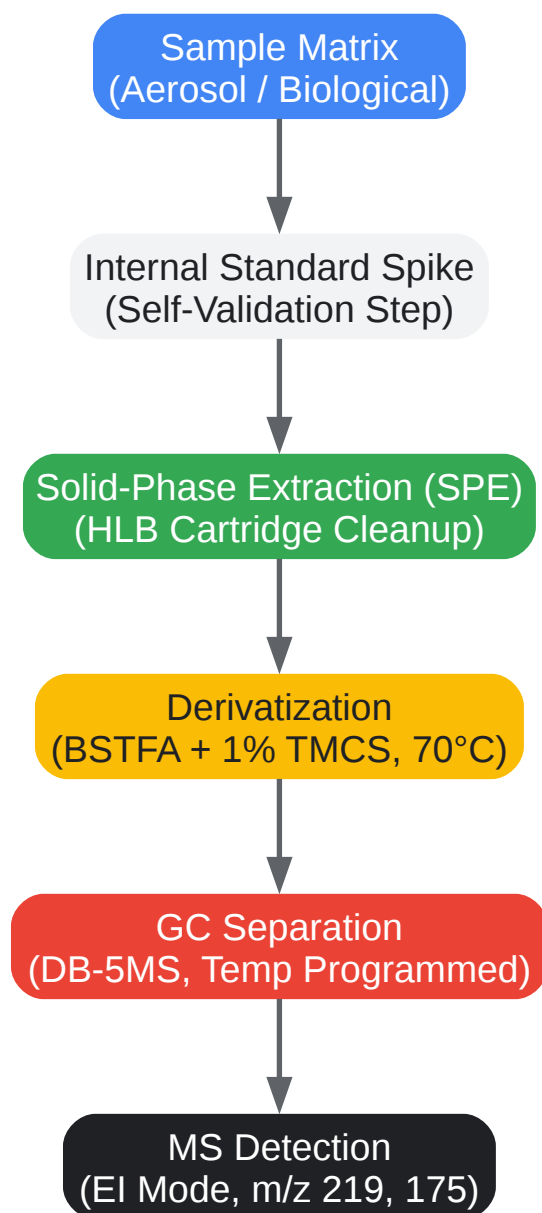 Sample Matrix
(Aerosol / Biological)
Internal Standard Spike
(Self-Validation Step)
Solid-Phase Extraction (SPE)
(HLB Cartridge Cleanup)
Derivatization
(BSTFA + 1% TMCS, 70°C)
GC Separation
(DB-5MS, Temp Programmed)
MS Detection
(EI Mode, m/z 219, 175)